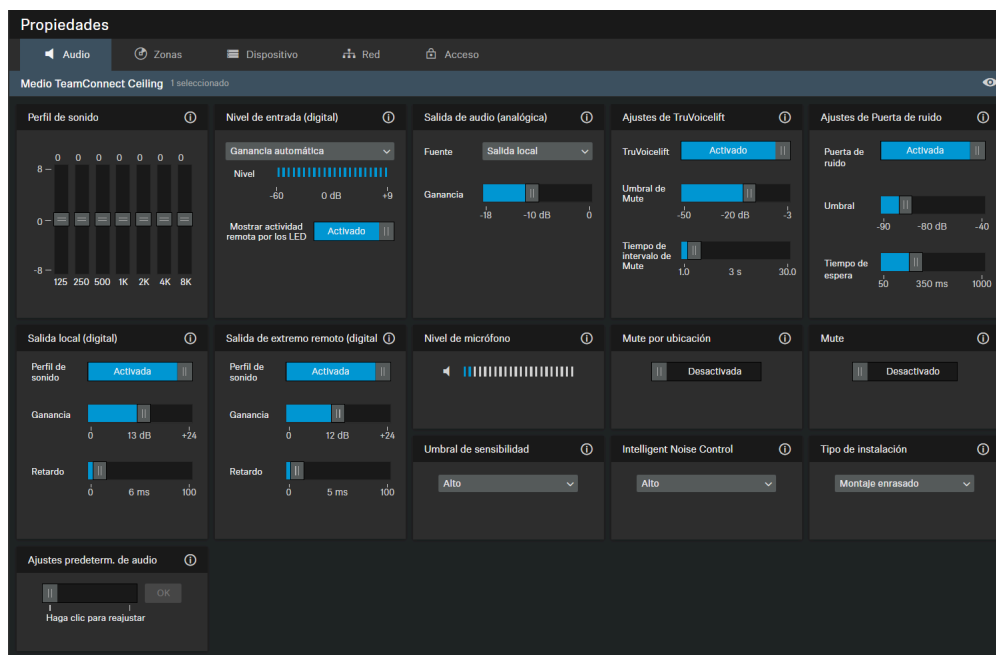 Propiedades
Audio Zonas Dispositivo Red Acceso
Medio TeamConnect Ceiling 1 seleccionado
Perfil de sonido
0 0 0 0 0 0 0
8
0
-8
125 250 500 1K 2K 4K 8K
Nivel de entrada (digital)
Ganancia automática
Nivel
-60 0 dB +9
Mostrar actividad
remota por los LED
Activado
Salida de audio (analógica)
Fuente Salida local
Ganancia
-18 -10 dB 0
Ajustes de TruVoicelift
TruVoicelift Activado
Umbral de
Mute
-50 -20 dB -3
Tiempo de
intervalo de
Mute
1.0 3 s 30.0
Ajustes de Puerta de ruido
Puerta de
ruido
Activada
Umbral
-90 -80 dB -40
Tiempo de
espera
50 350 ms 1000
Salida local (digital)
Perfil de
sonido
Activada
Ganancia
0 13 dB +24
Retardo
0 6 ms 100
Salida de extremo remoto (digital
Perfil de
sonido
Activada
Ganancia
0 12 dB +24
Retardo
0 5 ms 100
Nivel de micrófono
Mute por ubicación
Desactivada
Mute
Desactivado
Umbral de sensibilidad
Alto
Intelligent Noise Control
Alto
Tipo de instalación
Montaje enrasado
Ajustes predeterm. de audio
OK
Haga clic para reajustar